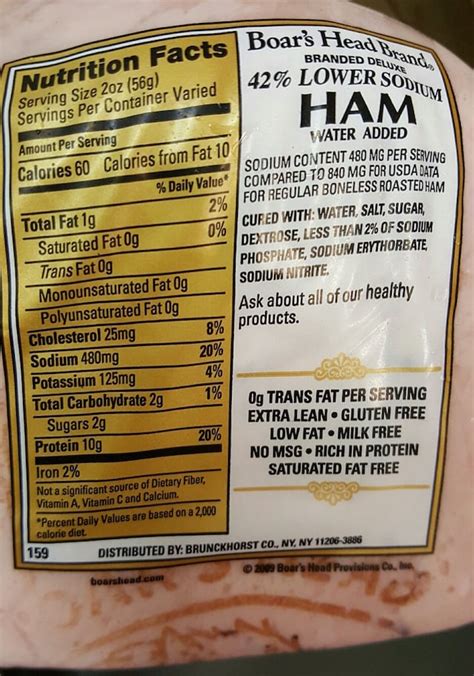 Nutrition Facts
Serving Size 2oz (56g)
Servings Per Container Varied
Amount Per Serving
Calories 60 Calories from Fat 10
% Daily Value*
Total Fat 1g 2%
Saturated Fat 0g 0%
Trans Fat 0g
Monounsaturated Fat 0g
Polyunsaturated Fat 0g
Cholesterol 25mg 8%
Sodium 480mg 20%
Potassium 125mg 4%
Total Carbohydrate 2g 1%
Sugars 2g
Protein 10g 20%
Iron 2%
Not a significant source of Dietary Fiber,
Vitamin A, Vitamin C and Calcium.
*Percent Daily Values are based on a 2,000
calorie diet.
Boar's Head Brand®
BRANDED DELUXE
42% LOWER SODIUM
HAM
WATER ADDED
SODIUM CONTENT 480 MG PER SERVING
COMPARED TO 840 MG FOR USDA DATA
FOR REGULAR BONELESS ROASTED HAM
CURED WITH: WATER, SALT, SUGAR,
DEXTROSE, LESS THAN 2% OF SODIUM
PHOSPHATE, SODIUM ERYTHORBATE,
SODIUM NITRITE.
Ask about all of our healthy
products.
0g TRANS FAT PER SERVING
EXTRA LEAN • GLUTEN FREE
LOW FAT • MILK FREE
NO MSG • RICH IN PROTEIN
SATURATED FAT FREE
159 DISTRIBUTED BY: BRUNCKHORST CO., NY, NY 11206-3886
boarshead.com © 2009 Boar's Head Provisions Co., Inc.